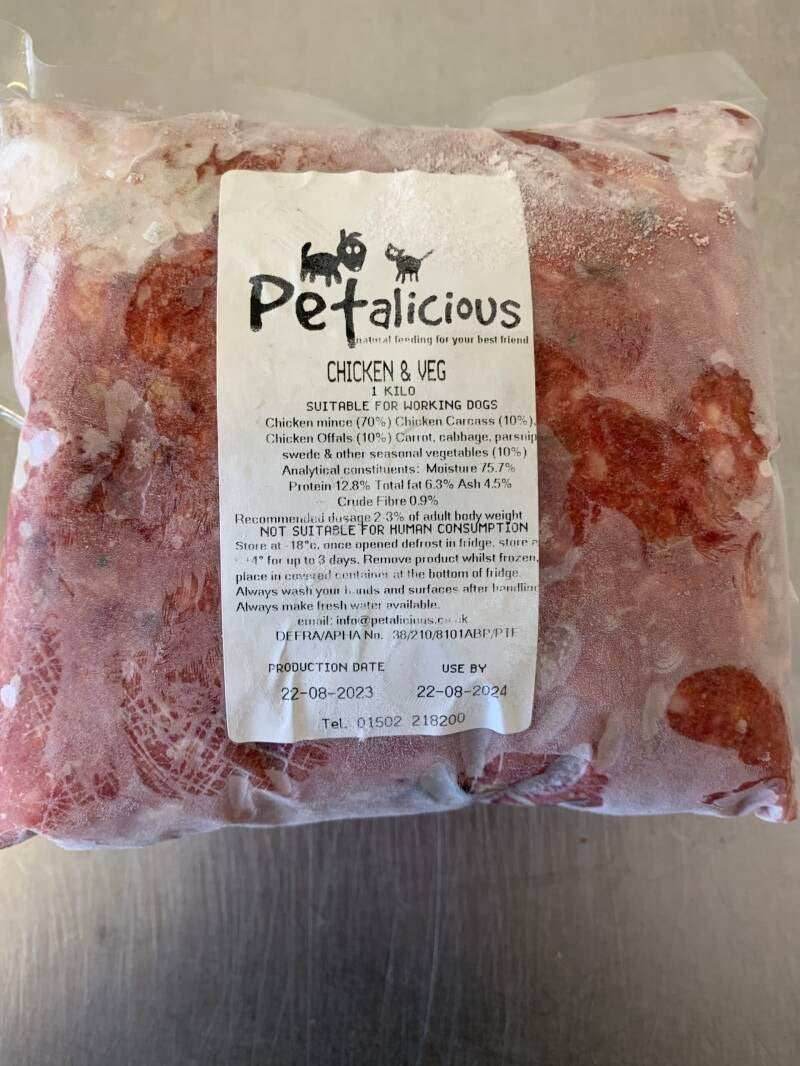 Petalicious
natural feeding for your best friend
CHICKEN & VEG
1 KILO
SUITABLE FOR WORKING DOGS
Chicken mince (70%) Chicken Carcass (10%),
Chicken Offals (10%) Carrot, cabbage, parsnip
swede & other seasonal vegetables (10%)
Analytical constituents: Moisture 75.7%
Protein 12.8% Total fat 6.3% Ash 4.5%
Crude Fibre 0.9%
Recommended dosage 2-3% of adult body weight
NOT SUITABLE FOR HUMAN CONSUMPTION
Store at -18°c, once opened defrost in fridge, store
4° for up to 3 days. Remove product whilst frozen,
place in covered container at the bottom of fridge.
Always wash your hands and surfaces after handling
Always make fresh water available.
email: info@petalicious.co.uk
DEFRA/APHA No. 38/210/8101ABP/PTF
PRODUCTION DATE USE BY
22-08-2023 22-08-2024
Tel. 01502 218200